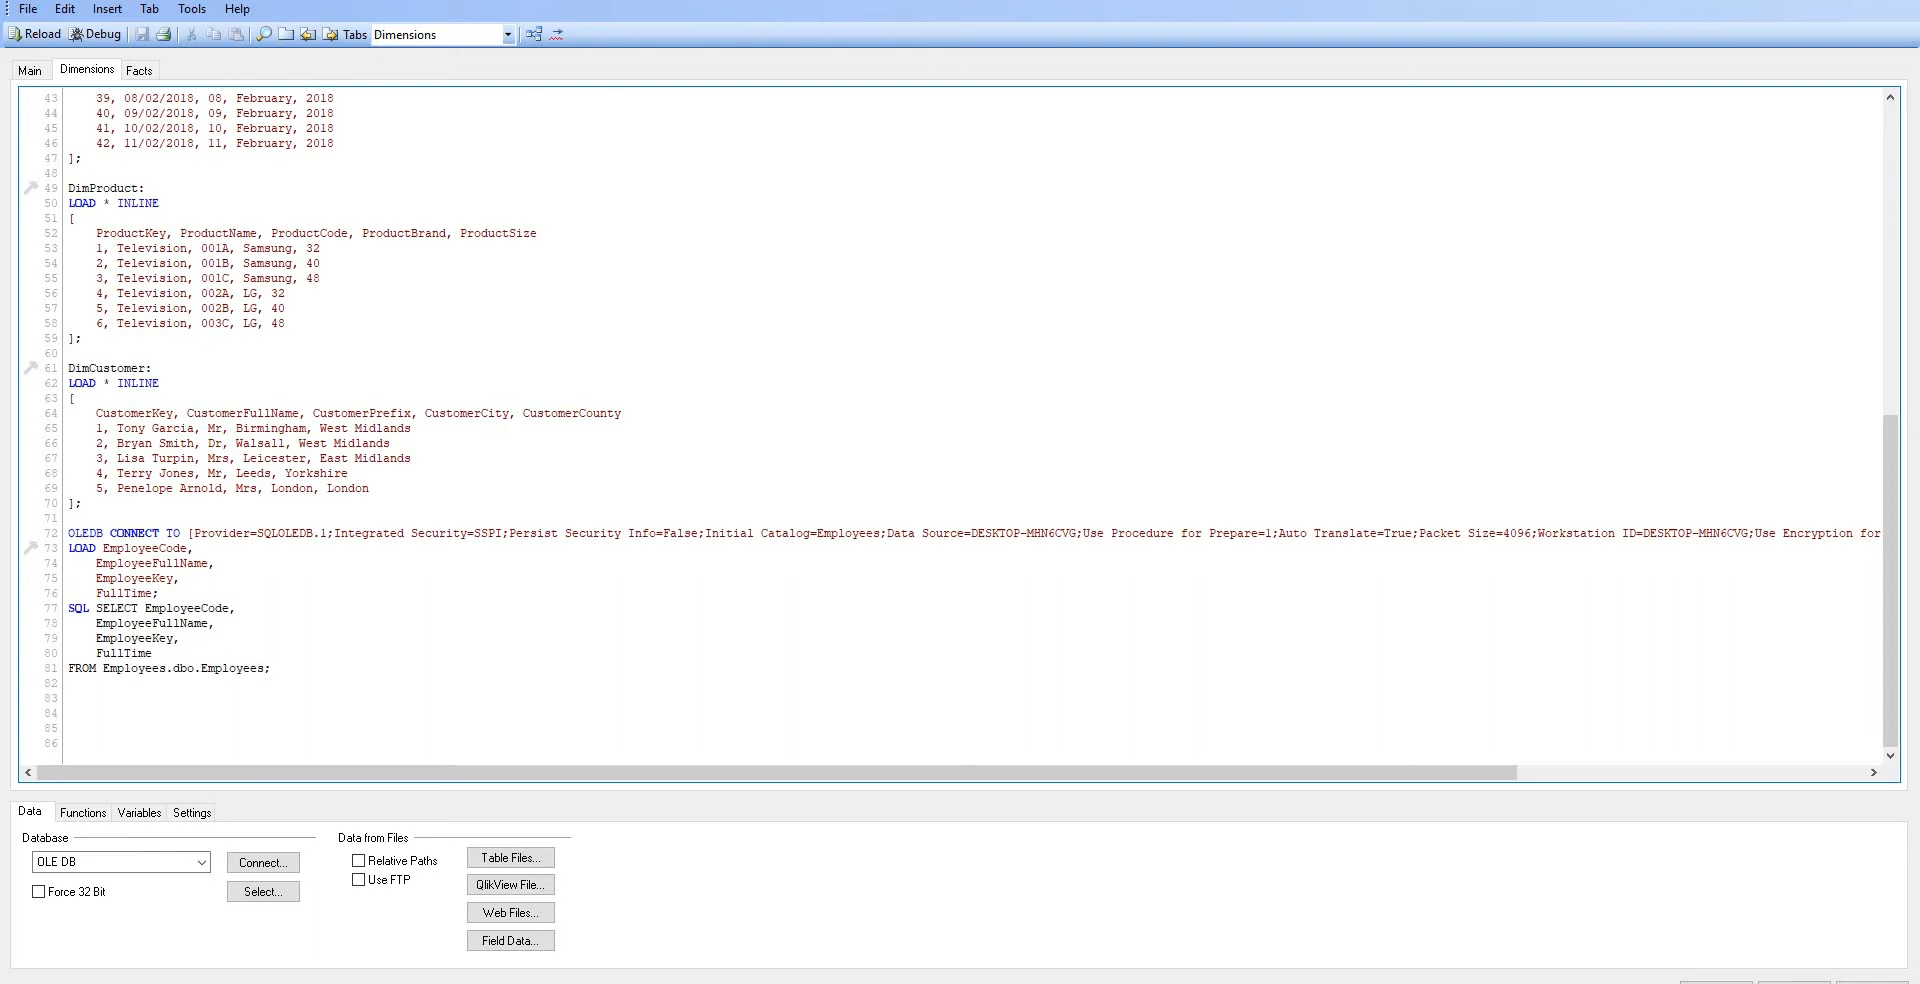 File Edit Insert Tab Tools Help
Reload Debug Tabs Dimensions
Main Dimensions Facts
43 39, 08/02/2018, 08, February, 2018
44 40, 09/02/2018, 09, February, 2018
45 41, 10/02/2018, 10, February, 2018
46 42, 11/02/2018, 11, February, 2018
47 ];
48
49 DimProduct:
50 LOAD * INLINE
51 [
52 ProductKey, ProductName, ProductCode, ProductBrand, ProductSize
53 1, Television, 001A, Samsung, 32
54 2, Television, 001B, Samsung, 40
55 3, Television, 001C, Samsung, 48
56 4, Television, 002A, LG, 32
57 5, Television, 002B, LG, 40
58 6, Television, 003C, LG, 48
59 ];
60
61 DimCustomer:
62 LOAD * INLINE
63 [
64 CustomerKey, CustomerFullName, CustomerPrefix, CustomerCity, CustomerCounty
65 1, Tony Garcia, Mr, Birmingham, West Midlands
66 2, Bryan Smith, Dr, Walsall, West Midlands
67 3, Lisa Turpin, Mrs, Leicester, East Midlands
68 4, Terry Jones, Mr, Leeds, Yorkshire
69 5, Penelope Arnold, Mrs, London, London
70 ];
71
72 OLEDB CONNECT TO [Provider=SQLOLEDB.1;Integrated Security=SSPI;Persist Security Info=False;Initial Catalog=Employees;Data Source=DESKTOP-MHN6CVG;Use Procedure for Prepare=1;Auto Translate=True;Packet Size=4096;Workstation ID=DESKTOP-MHN6CVG;Use Encryption for
73 LOAD EmployeeCode,
74 EmployeeFullName,
75 EmployeeKey,
76 FullTime;
77 SQL SELECT EmployeeCode,
78 EmployeeFullName,
79 EmployeeKey,
80 FullTime
81 FROM Employees.dbo.Employees;
82
83
84
85
86
Data Functions Variables Settings
Database
OLE DB
Connect...
Force 32 Bit
Select...
Data from Files
Relative Paths
Use FTP
Table Files...
QlikView File...
Web Files...
Field Data...